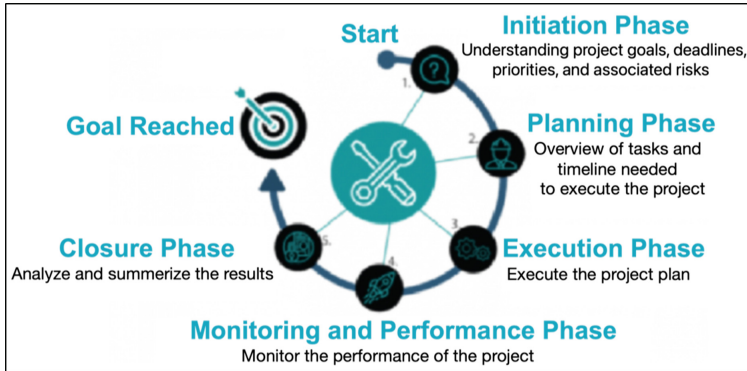 Start
Initiation Phase
Understanding project goals, deadlines,
priorities, and associated risks
1.
Planning Phase
2.
Overview of tasks and
timeline needed
to execute the project
Execution Phase
3.
Execute the project plan
Monitoring and Performance Phase
4.
Monitor the performance of the project
Closure Phase
5.
Analyze and summerize the results
Goal Reached
?